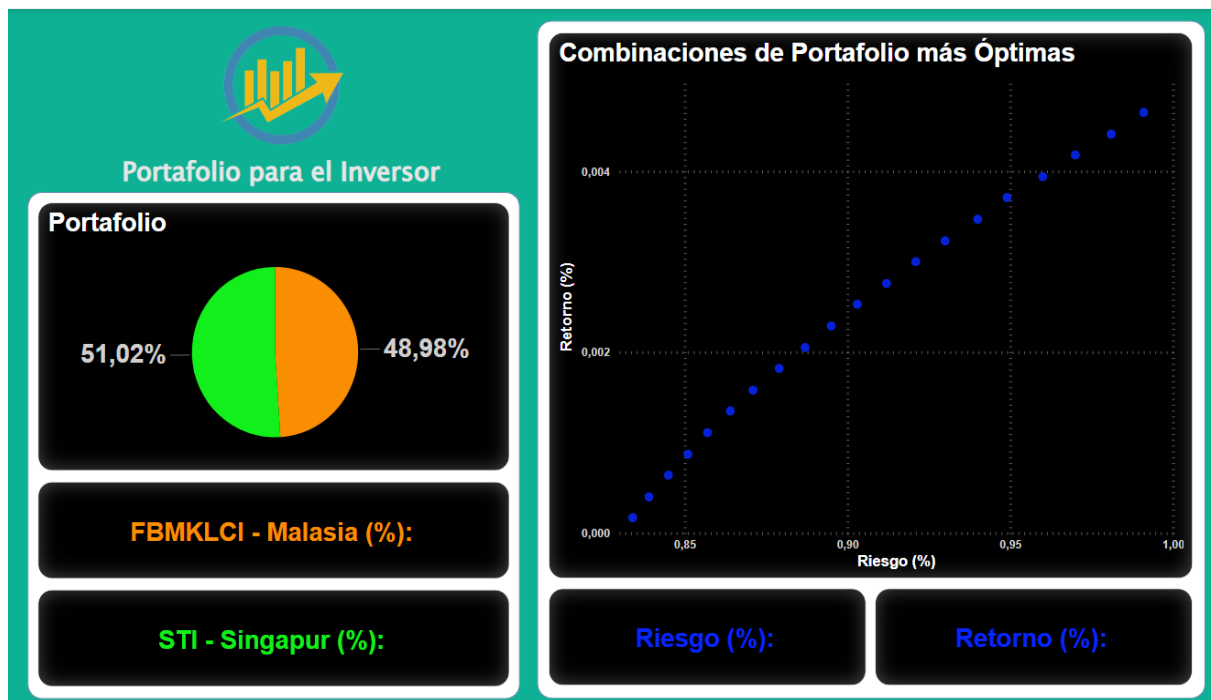 Portafolio para el Inversor
Portafolio
51,02%
48,98%
FBMKLCI - Malasia (%):
STI - Singapur (%):
Combinaciones de Portafolio más Óptimas
Retorno (%)
0,004
0,002
0,000
0,85
0,90
0,95
1,00
Riesgo (%)
Riesgo (%):
Retorno (%):